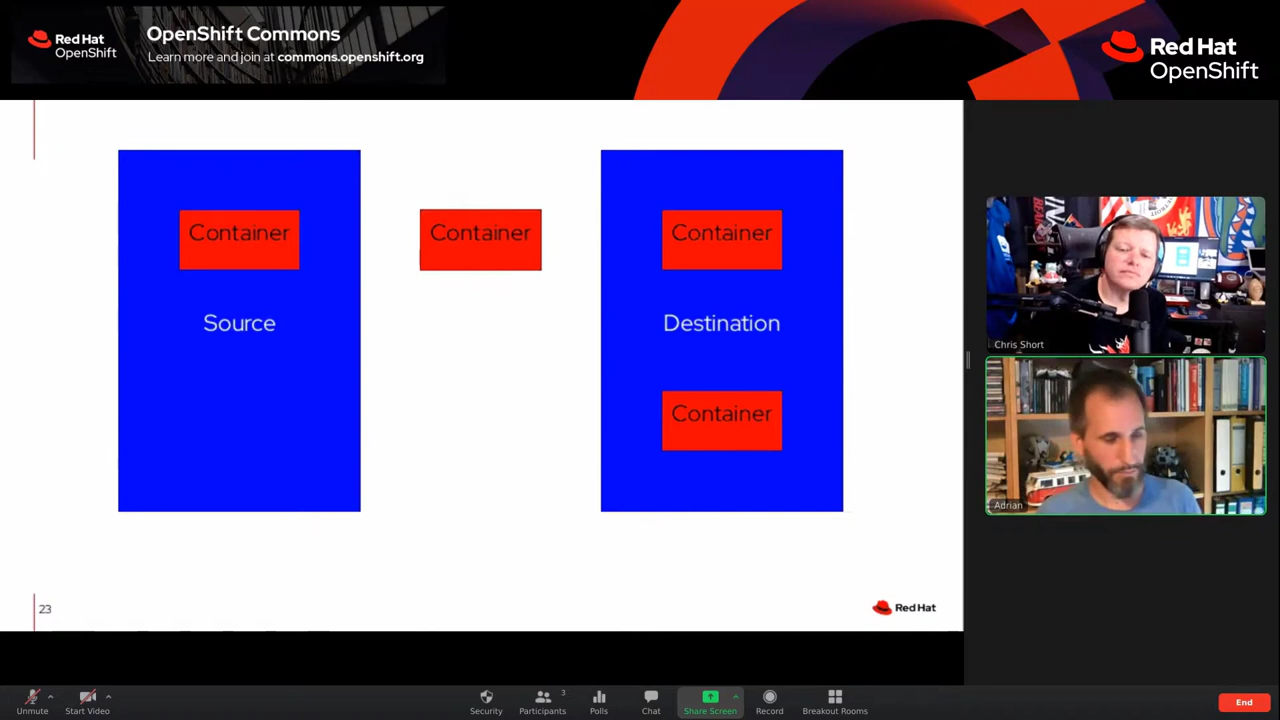 Red Hat
OpenShift
OpenShift Commons
Learn more and join at commons.openshift.org
Red Hat
OpenShift
Container
Container
Container
Source
Destination
Container
23
Red Hat
Chris Short
Adrian
Unmute
Start Video
Security
Participants
3
Polls
Chat
Share Screen
Record
Breakout Rooms
End